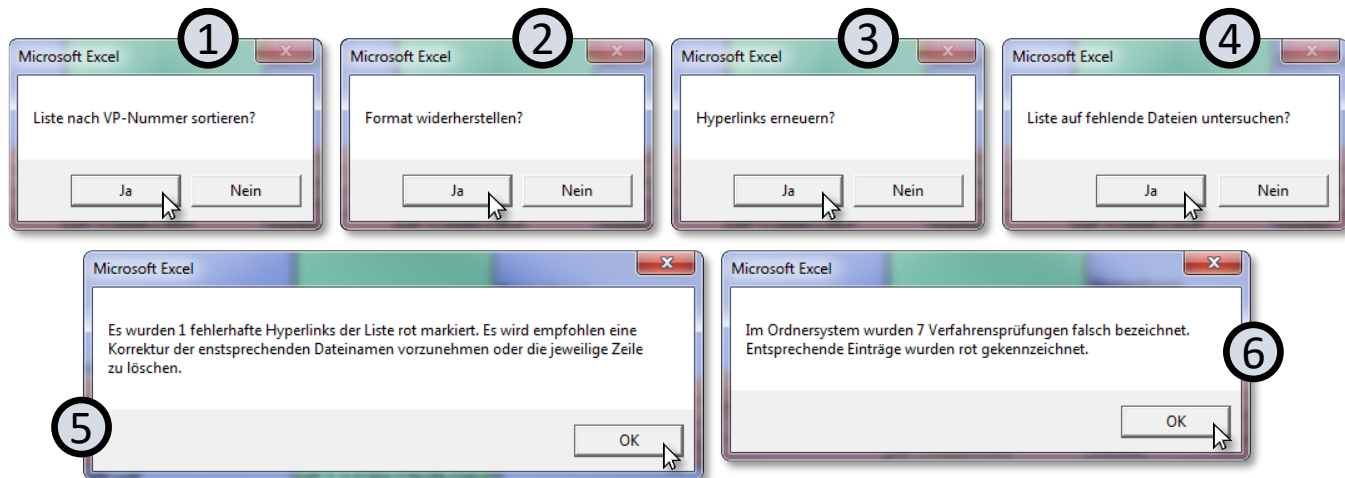 1
2
3
4
Microsoft Excel
Microsoft Excel
Microsoft Excel
Microsoft Excel
Liste nach VP-Nummer sortieren?
Format widerherstellen?
Hyperlinks erneuern?
Liste auf fehlende Dateien untersuchen?
Ja
Nein
Ja
Nein
Ja
Nein
Ja
Nein
Microsoft Excel
Es wurden 1 fehlerhafte Hyperlinks der Liste rot markiert. Es wird empfohlen eine
Korrektur der enstsprechenden Dateinamen vorzunehmen oder die jeweilige Zeile
zu löschen.
5
OK
Microsoft Excel
Im Ordnersystem wurden 7 Verfahrensprüfungen falsch bezeichnet.
Entsprechende Einträge wurden rot gekennzeichnet.
6
OK